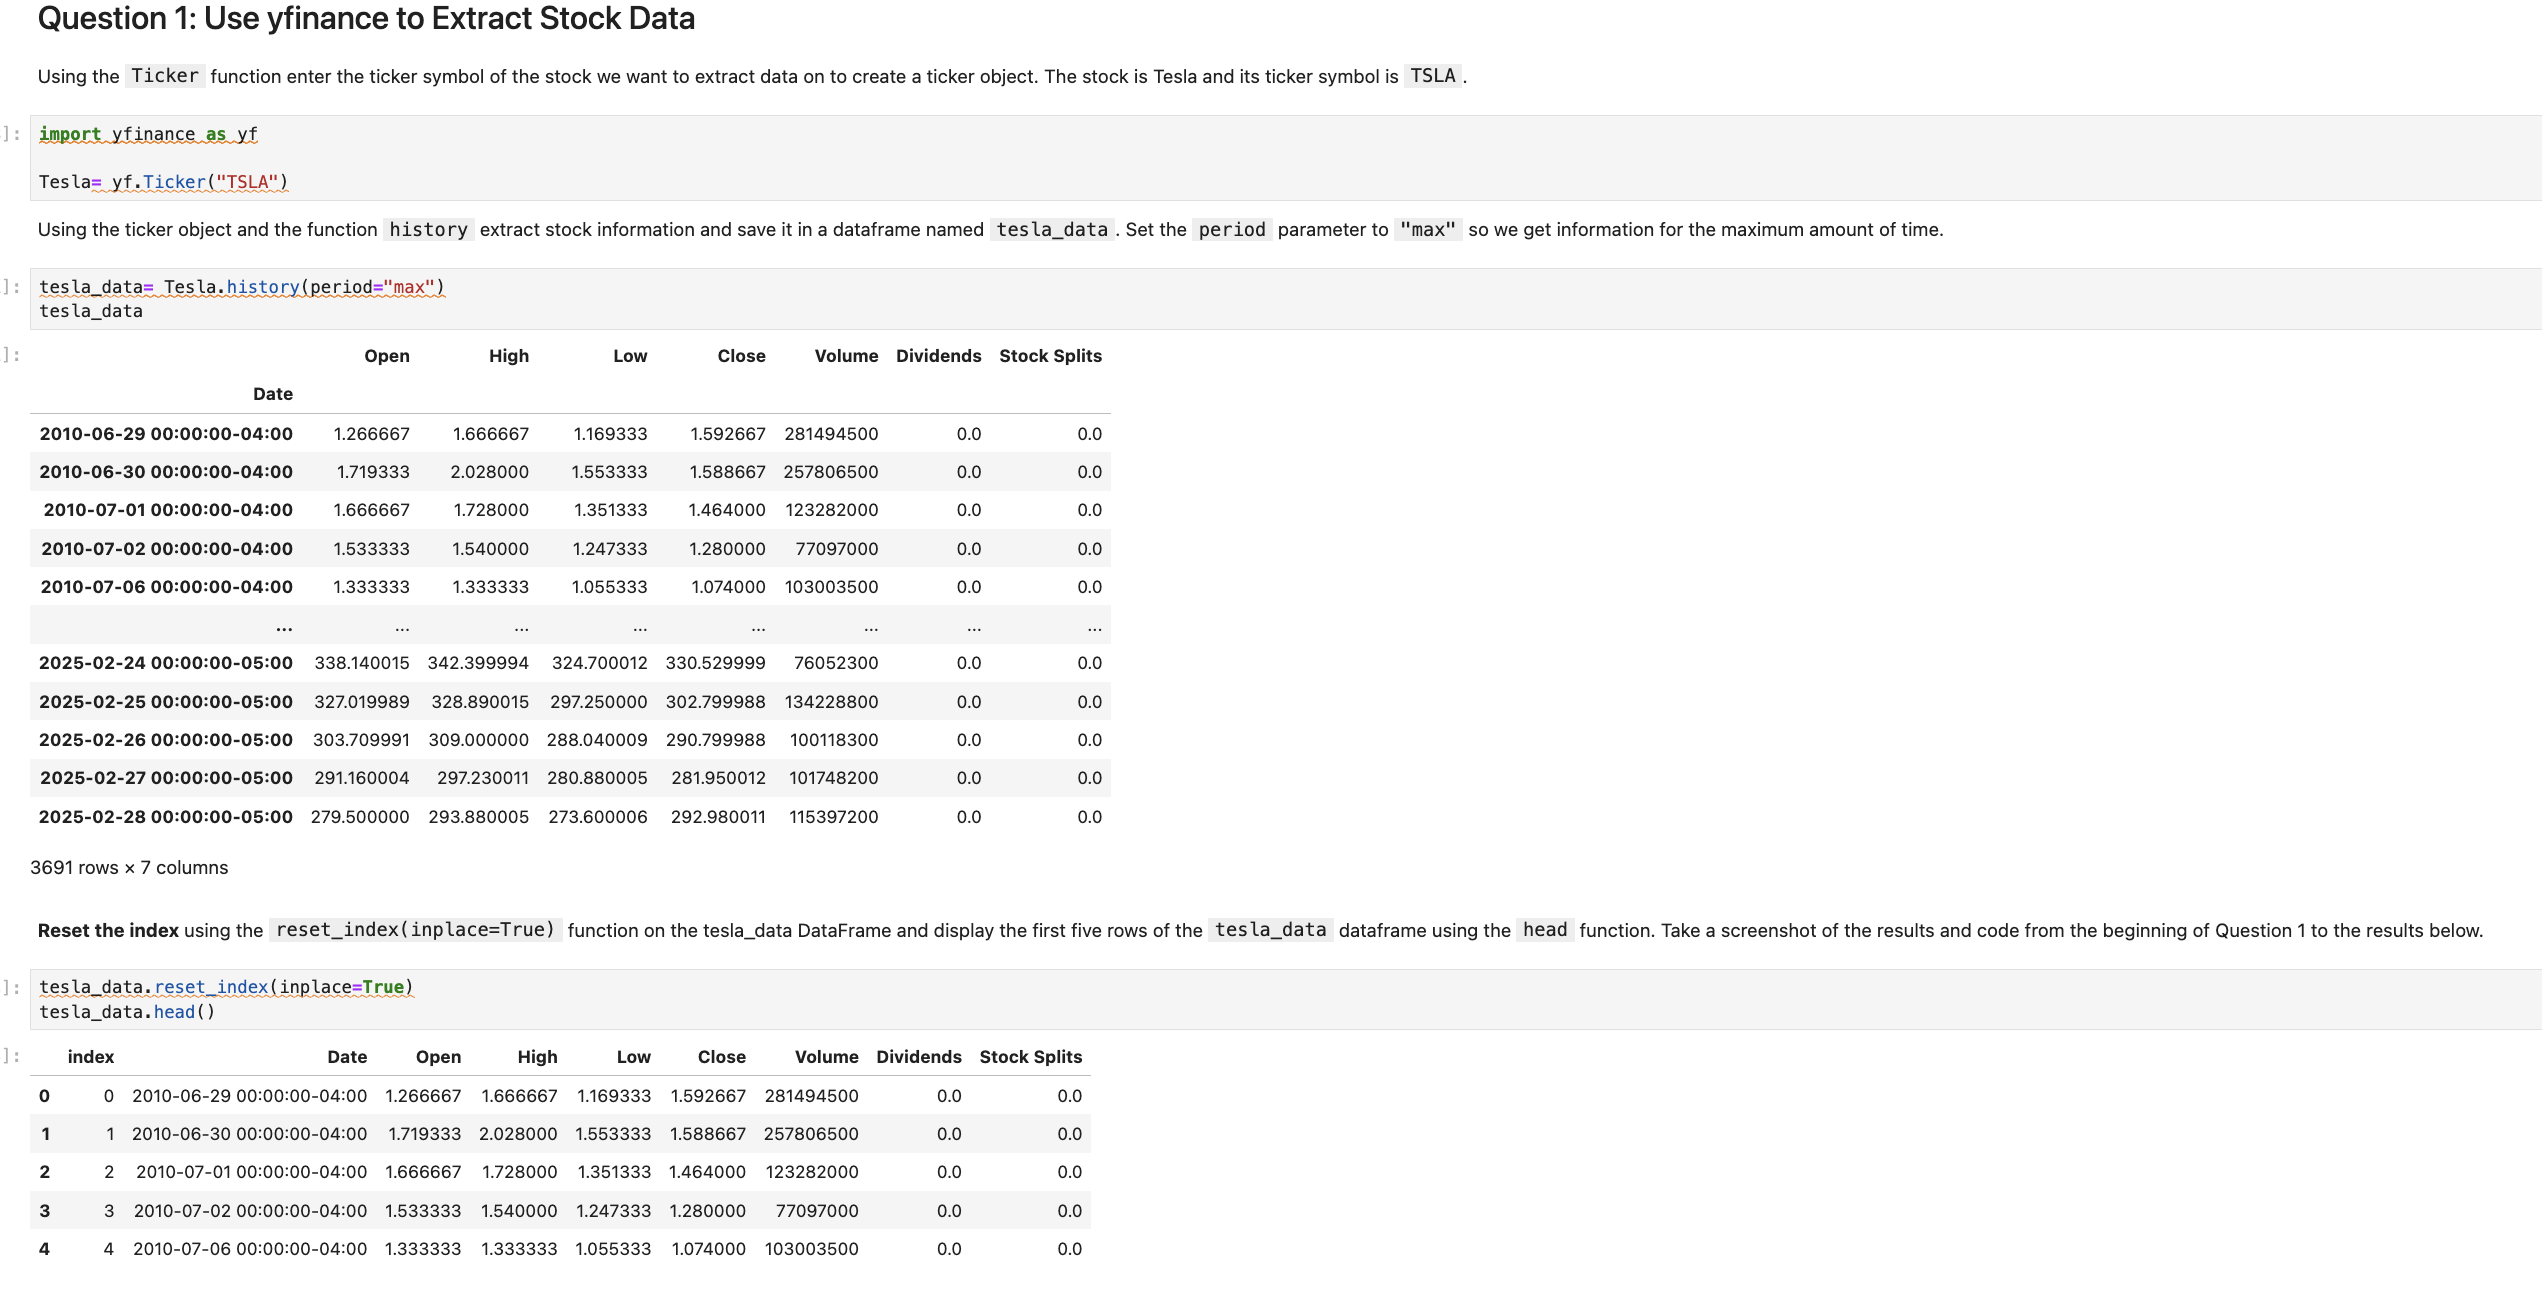 Question 1: Use yfinance to Extract Stock Data
Using the Ticker function enter the ticker symbol of the stock we want to extract data on to create a ticker object. The stock is Tesla and its ticker symbol is TSLA .
]: import yfinance as yf
Tesla= yf.Ticker("TSLA")
Using the ticker object and the function history extract stock information and save it in a dataframe named tesla_data . Set the period parameter to "max" so we get information for the maximum amount of time.
]: tesla_data= Tesla.history(period="max")
tesla_data
]: Open High Low Close Volume Dividends Stock Splits
Date
2010-06-29 00:00:00-04:00 1.266667 1.666667 1.169333 1.592667 281494500 0.0 0.0
2010-06-30 00:00:00-04:00 1.719333 2.028000 1.553333 1.588667 257806500 0.0 0.0
2010-07-01 00:00:00-04:00 1.666667 1.728000 1.351333 1.464000 123282000 0.0 0.0
2010-07-02 00:00:00-04:00 1.533333 1.540000 1.247333 1.280000 77097000 0.0 0.0
2010-07-06 00:00:00-04:00 1.333333 1.333333 1.055333 1.074000 103003500 0.0 0.0
... ... ... ... ... ... ... ...
2025-02-24 00:00:00-05:00 338.140015 342.399994 324.700012 330.529999 76052300 0.0 0.0
2025-02-25 00:00:00-05:00 327.019989 328.890015 297.250000 302.799988 134228800 0.0 0.0
2025-02-26 00:00:00-05:00 303.709991 309.000000 288.040009 290.799988 100118300 0.0 0.0
2025-02-27 00:00:00-05:00 291.160004 297.230011 280.880005 281.950012 101748200 0.0 0.0
2025-02-28 00:00:00-05:00 279.500000 293.880005 273.600006 292.980011 115397200 0.0 0.0
3691 rows × 7 columns
Reset the index using the reset_index(inplace=True) function on the tesla_data DataFrame and display the first five rows of the tesla_data dataframe using the head function. Take a screenshot of the results and code from the beginning of Question 1 to the results below.
]: tesla_data.reset_index(inplace=True)
tesla_data.head()
]: index Date Open High Low Close Volume Dividends Stock Splits
0 0 2010-06-29 00:00:00-04:00 1.266667 1.666667 1.169333 1.592667 281494500 0.0 0.0
1 1 2010-06-30 00:00:00-04:00 1.719333 2.028000 1.553333 1.588667 257806500 0.0 0.0
2 2 2010-07-01 00:00:00-04:00 1.666667 1.728000 1.351333 1.464000 123282000 0.0 0.0
3 3 2010-07-02 00:00:00-04:00 1.533333 1.540000 1.247333 1.280000 77097000 0.0 0.0
4 4 2010-07-06 00:00:00-04:00 1.333333 1.333333 1.055333 1.074000 103003500 0.0 0.0